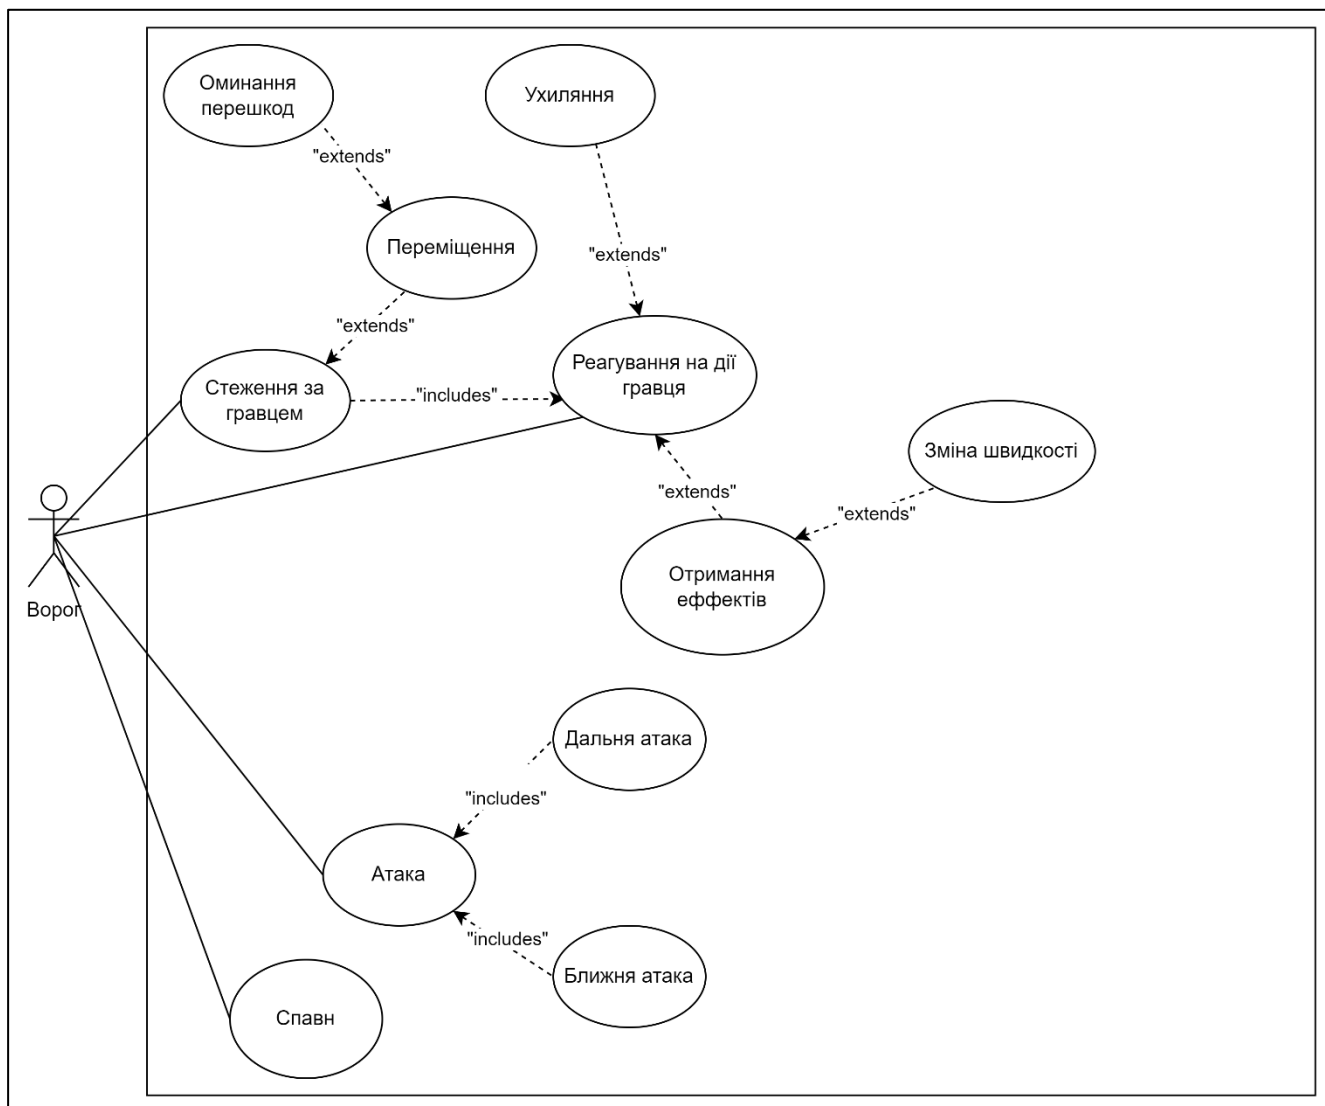 Оминання
перешкод
Ухиляння
"extends"
Переміщення
"extends"
"extends"
Стеження за
гравцем
"includes"
Реагування на дії
гравця
Зміна швидкості
"extends"
"extends"
Отримання
еффектів
Ворог
Дальня атака
"includes"
Атака
"includes"
Ближня атака
Спавн